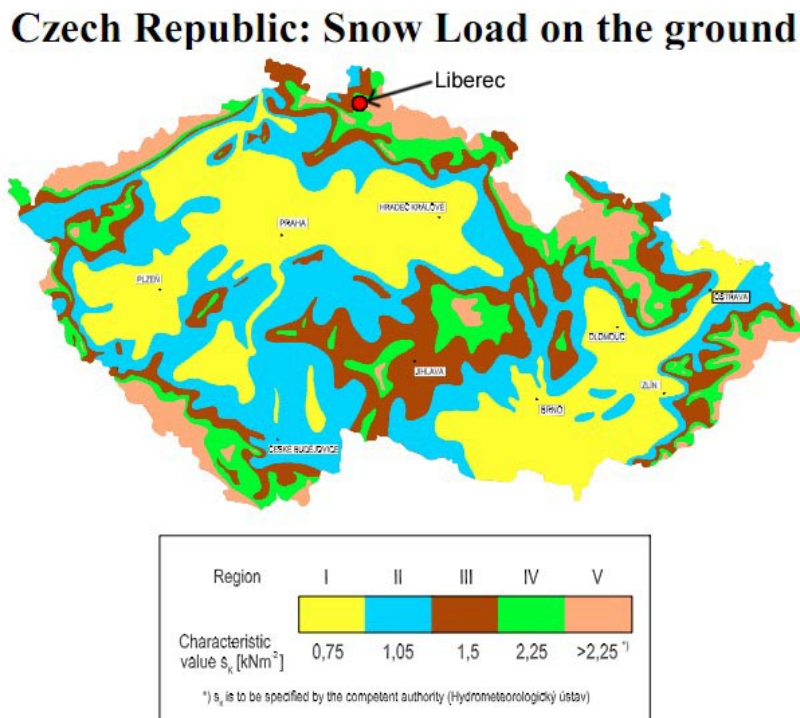 Czech Republic: Snow Load on the ground
Liberec
HRADEC KRÁLOVÉ
PRAHA
PLZEŇ
OSTRAVA
OLOMOUC
JIHLAVA
ZLÍN
BRNO
ČESKÉ BUDĚJOVICE
Region I II III IV V
Characteristic
value sₖ [kNm⁻²] 0,75 1,05 1,5 2,25 >2,25 *)
*) sₖ is to be specified by the competent authority (Hydrometeorologický ústav)